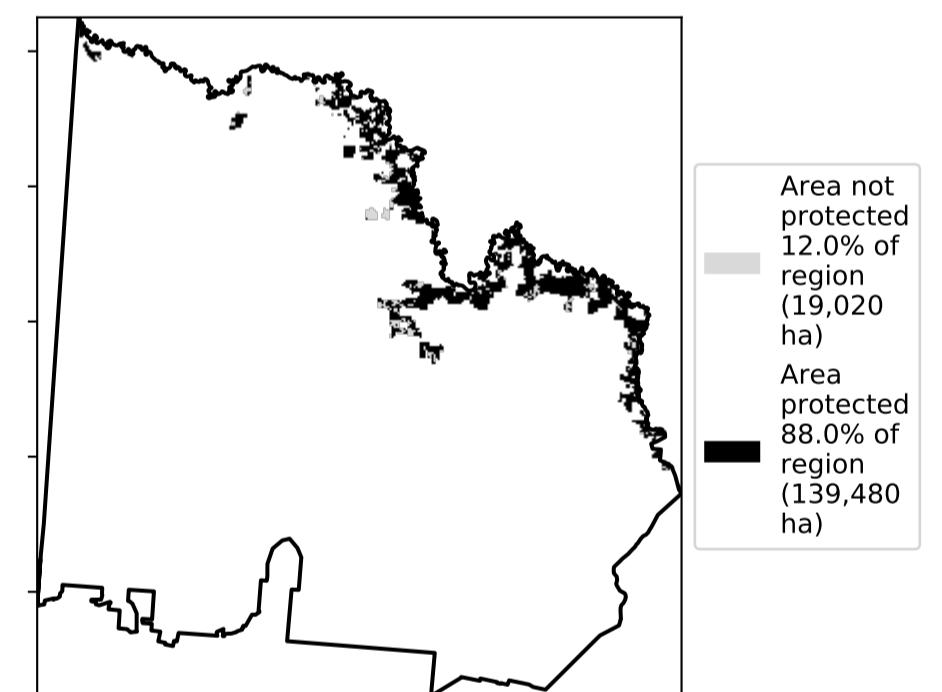 Area not
protected
12.0% of
region
(19,020
ha)
Area
protected
88.0% of
region
(139,480
ha)